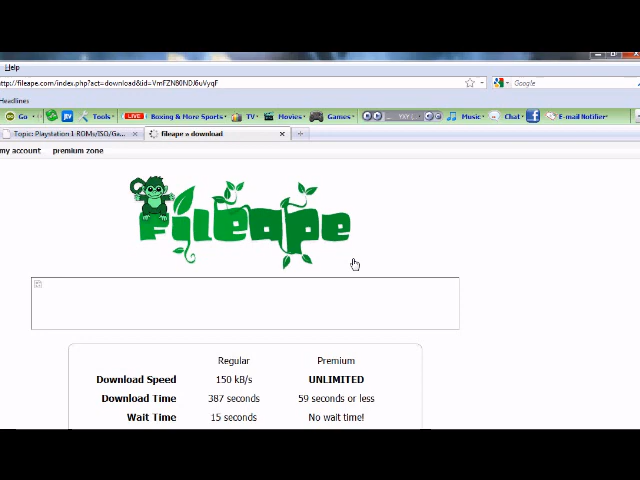 Help
http://fileape.com/index.php?act=download&id=VmFZN80NDJ6uVyqF
Google
Headlines
Go
Tools
LIVE
Boxing & More Sports
TV
Movies
Games
Music
Chat
E-mail Notifier
Topic: Playstation 1 ROMs/ISO/Ga...
fileape » download
my account premium zone
fileape
Regular Premium
Download Speed 150 kB/s UNLIMITED
Download Time 387 seconds 59 seconds or less
Wait Time 15 seconds No wait time!